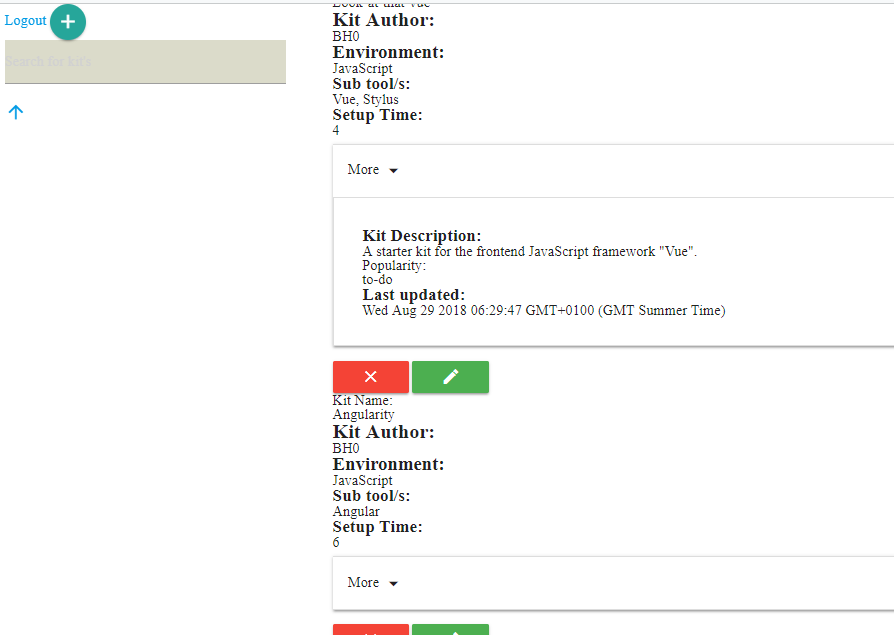 Logout
Search for kit's
Look at that vue
Kit Author:
BH0
Environment:
JavaScript
Sub tool/s:
Vue, Stylus
Setup Time:
4
More
Kit Description:
A starter kit for the frontend JavaScript framework "Vue".
Popularity:
to-do
Last updated:
Wed Aug 29 2018 06:29:47 GMT+0100 (GMT Summer Time)
Kit Name:
Angularity
Kit Author:
BH0
Environment:
JavaScript
Sub tool/s:
Angular
Setup Time:
6
More